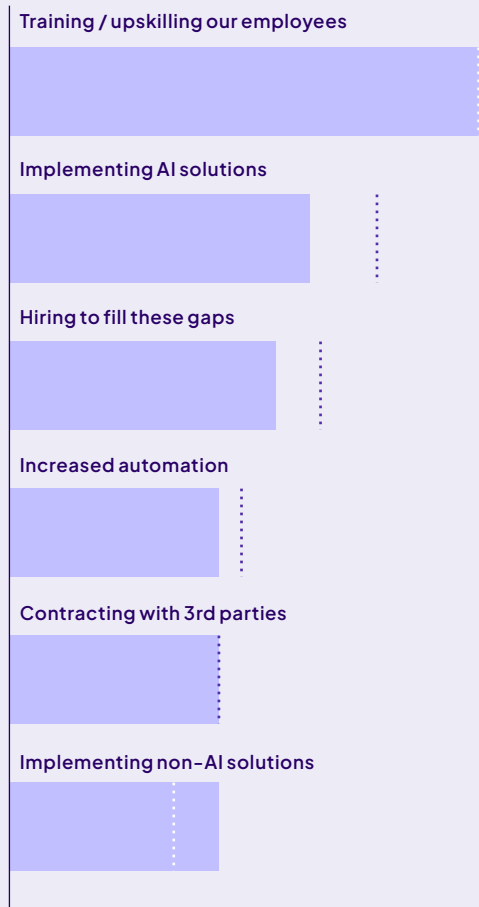 Training / upskilling our employees
Implementing AI solutions
Hiring to fill these gaps
Increased automation
Contracting with 3rd parties
Implementing non-AI solutions